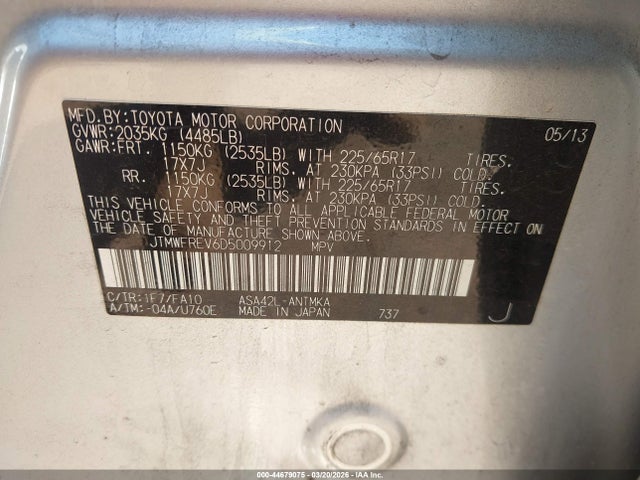 MFD.BY:TOYOTA MOTOR CORPORATION 05/13
GVWR:2035KG (4485LB)
GAWR:FRT. 1150KG (2535LB) WITH 225/65R17 TIRES.
17X7J RIMS. AT 230KPA (33PSI) COLD.
RR. 1150KG (2535LB) WITH 225/65R17 TIRES.
17X7J RIMS. AT 230KPA (33PSI) COLD.
THIS VEHICLE CONFORMS TO ALL APPLICABLE FEDERAL MOTOR
VEHICLE SAFETY AND THEFT PREVENTION STANDARDS IN EFFECT ON
THE DATE OF MANUFACTURE SHOWN ABOVE.
JTMWFREV6D5009912 MPV
C/TR:1F7/FA10 ASA42L-ANTMKA
A/TM:-04A/U760E MADE IN JAPAN 737 J
000-44679075 | 03/20/2026 | IAA Inc.